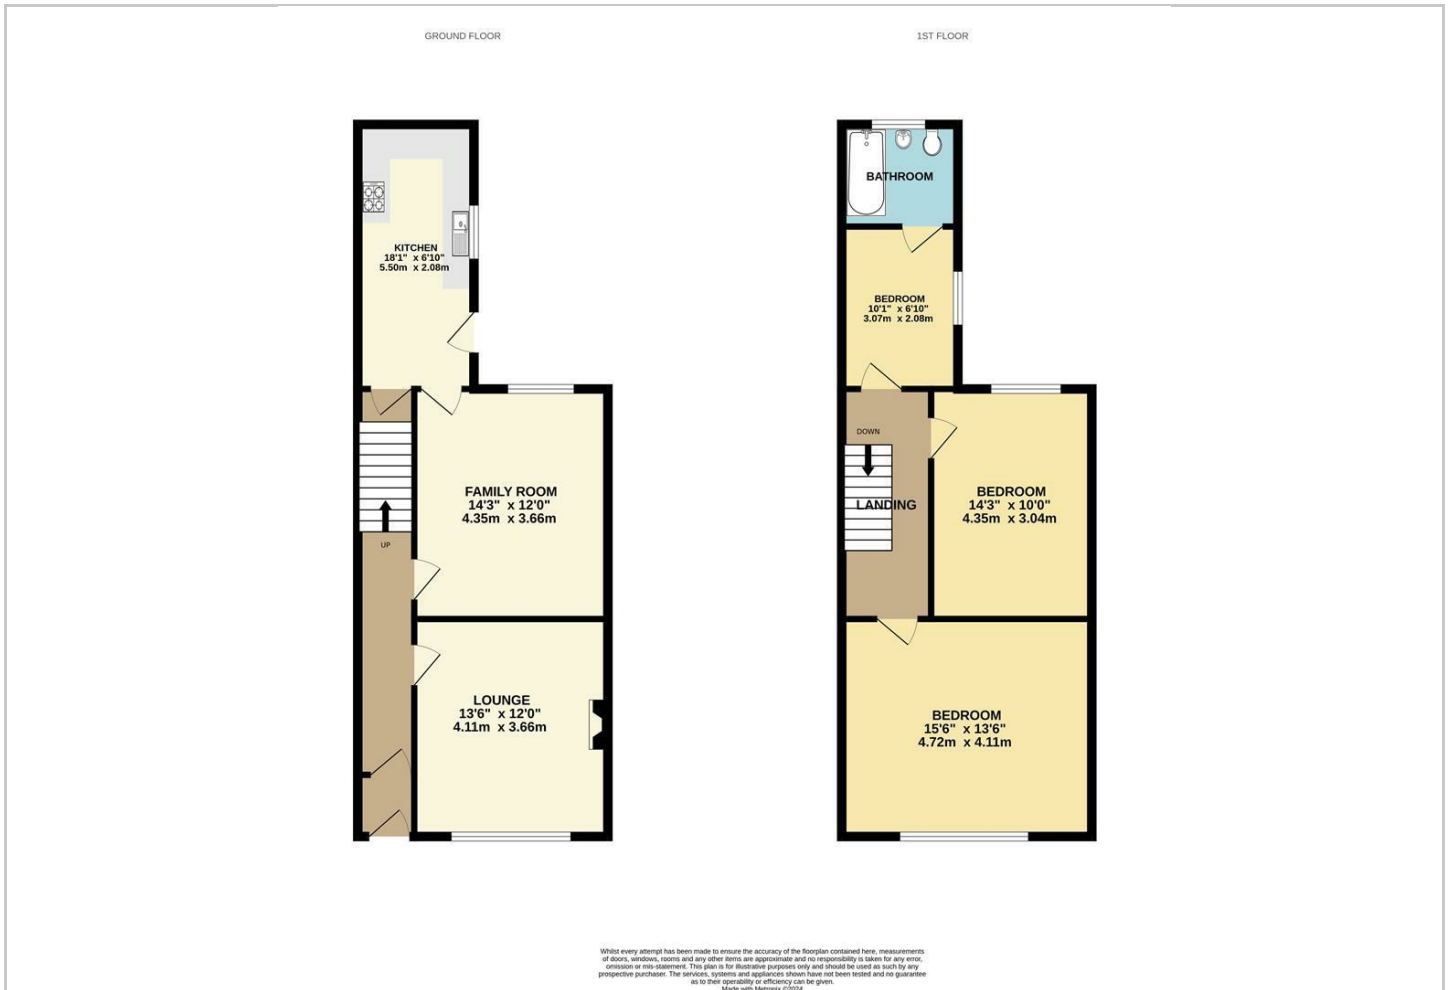 GROUND FLOOR
1ST FLOOR
KITCHEN
18'1" x 6'10"
5.50m x 2.08m
FAMILY ROOM
14'3" x 12'0"
4.35m x 3.66m
UP
LOUNGE
13'6" x 12'0"
4.11m x 3.66m
BATHROOM
BEDROOM
10'1" x 6'10"
3.07m x 2.08m
DOWN
LANDING
BEDROOM
14'3" x 10'0"
4.35m x 3.04m
BEDROOM
15'6" x 13'6"
4.72m x 4.11m
Whilst every attempt has been made to ensure the accuracy of the floorplan contained here, measurements
of doors, windows, rooms and any other items are approximate and no responsibility is taken for any error,
omission or mis-statement. This plan is for illustrative purposes only and should be used as such by any
prospective purchaser. The services, systems and appliances shown have not been tested and no guarantee
as to their operability or efficiency can be given.
Made with Metropix ©2024